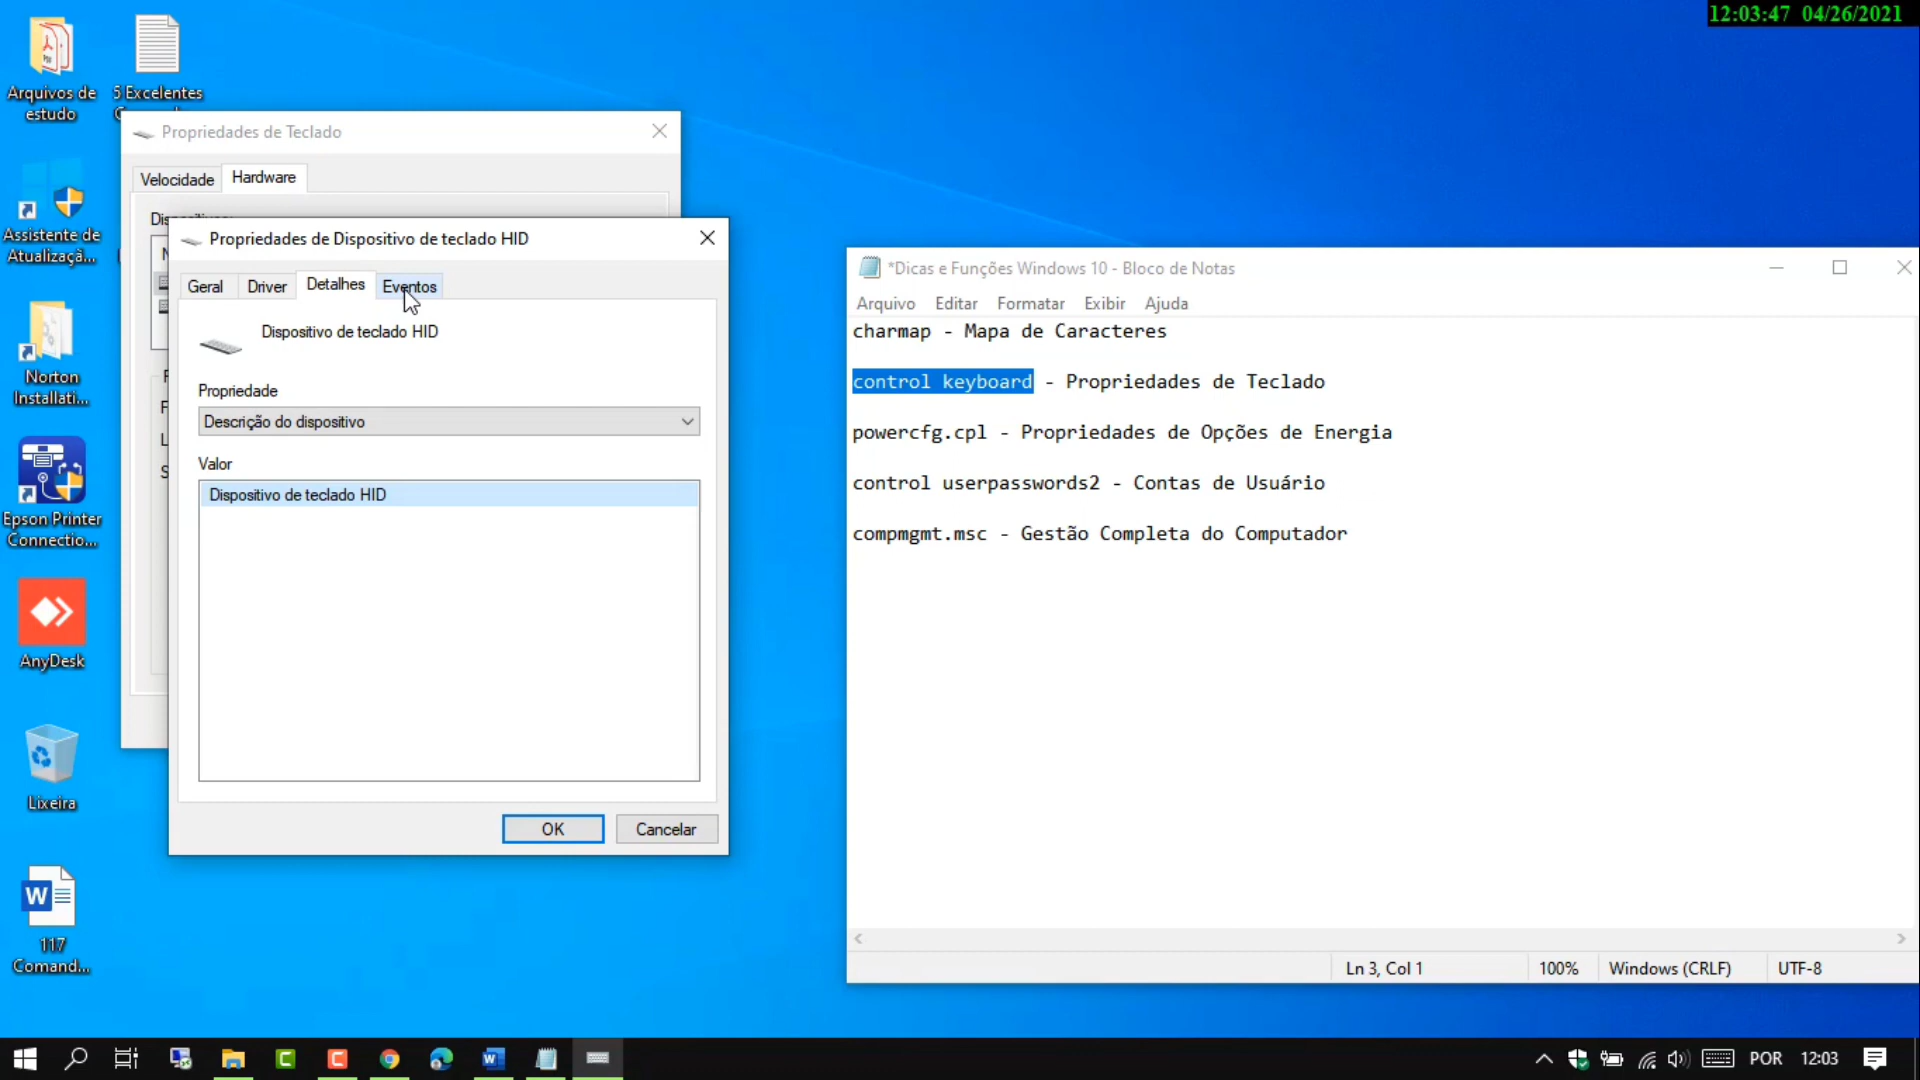 12:03:47 04/26/2021
Arquivos de
estudo
5 Excelentes
Assistente de
Atualizaçã...
Norton
Installati...
Epson Printer
Connectio...
AnyDesk
Lixeira
117
Comand...
Propriedades de Teclado
Velocidade
Hardware
Propriedades de Dispositivo de teclado HID
Geral
Driver
Detalhes
Eventos
Dispositivo de teclado HID
Propriedade
Descrição do dispositivo
Valor
Dispositivo de teclado HID
OK
Cancelar
*Dicas e Funções Windows 10 - Bloco de Notas
Arquivo Editar Formatar Exibir Ajuda
charmap - Mapa de Caracteres
control keyboard - Propriedades de Teclado
powercfg.cpl - Propriedades de Opções de Energia
control userpasswords2 - Contas de Usuário
compmgmt.msc - Gestão Completa do Computador
Ln 3, Col 1
100%
Windows (CRLF)
UTF-8
POR
12:03